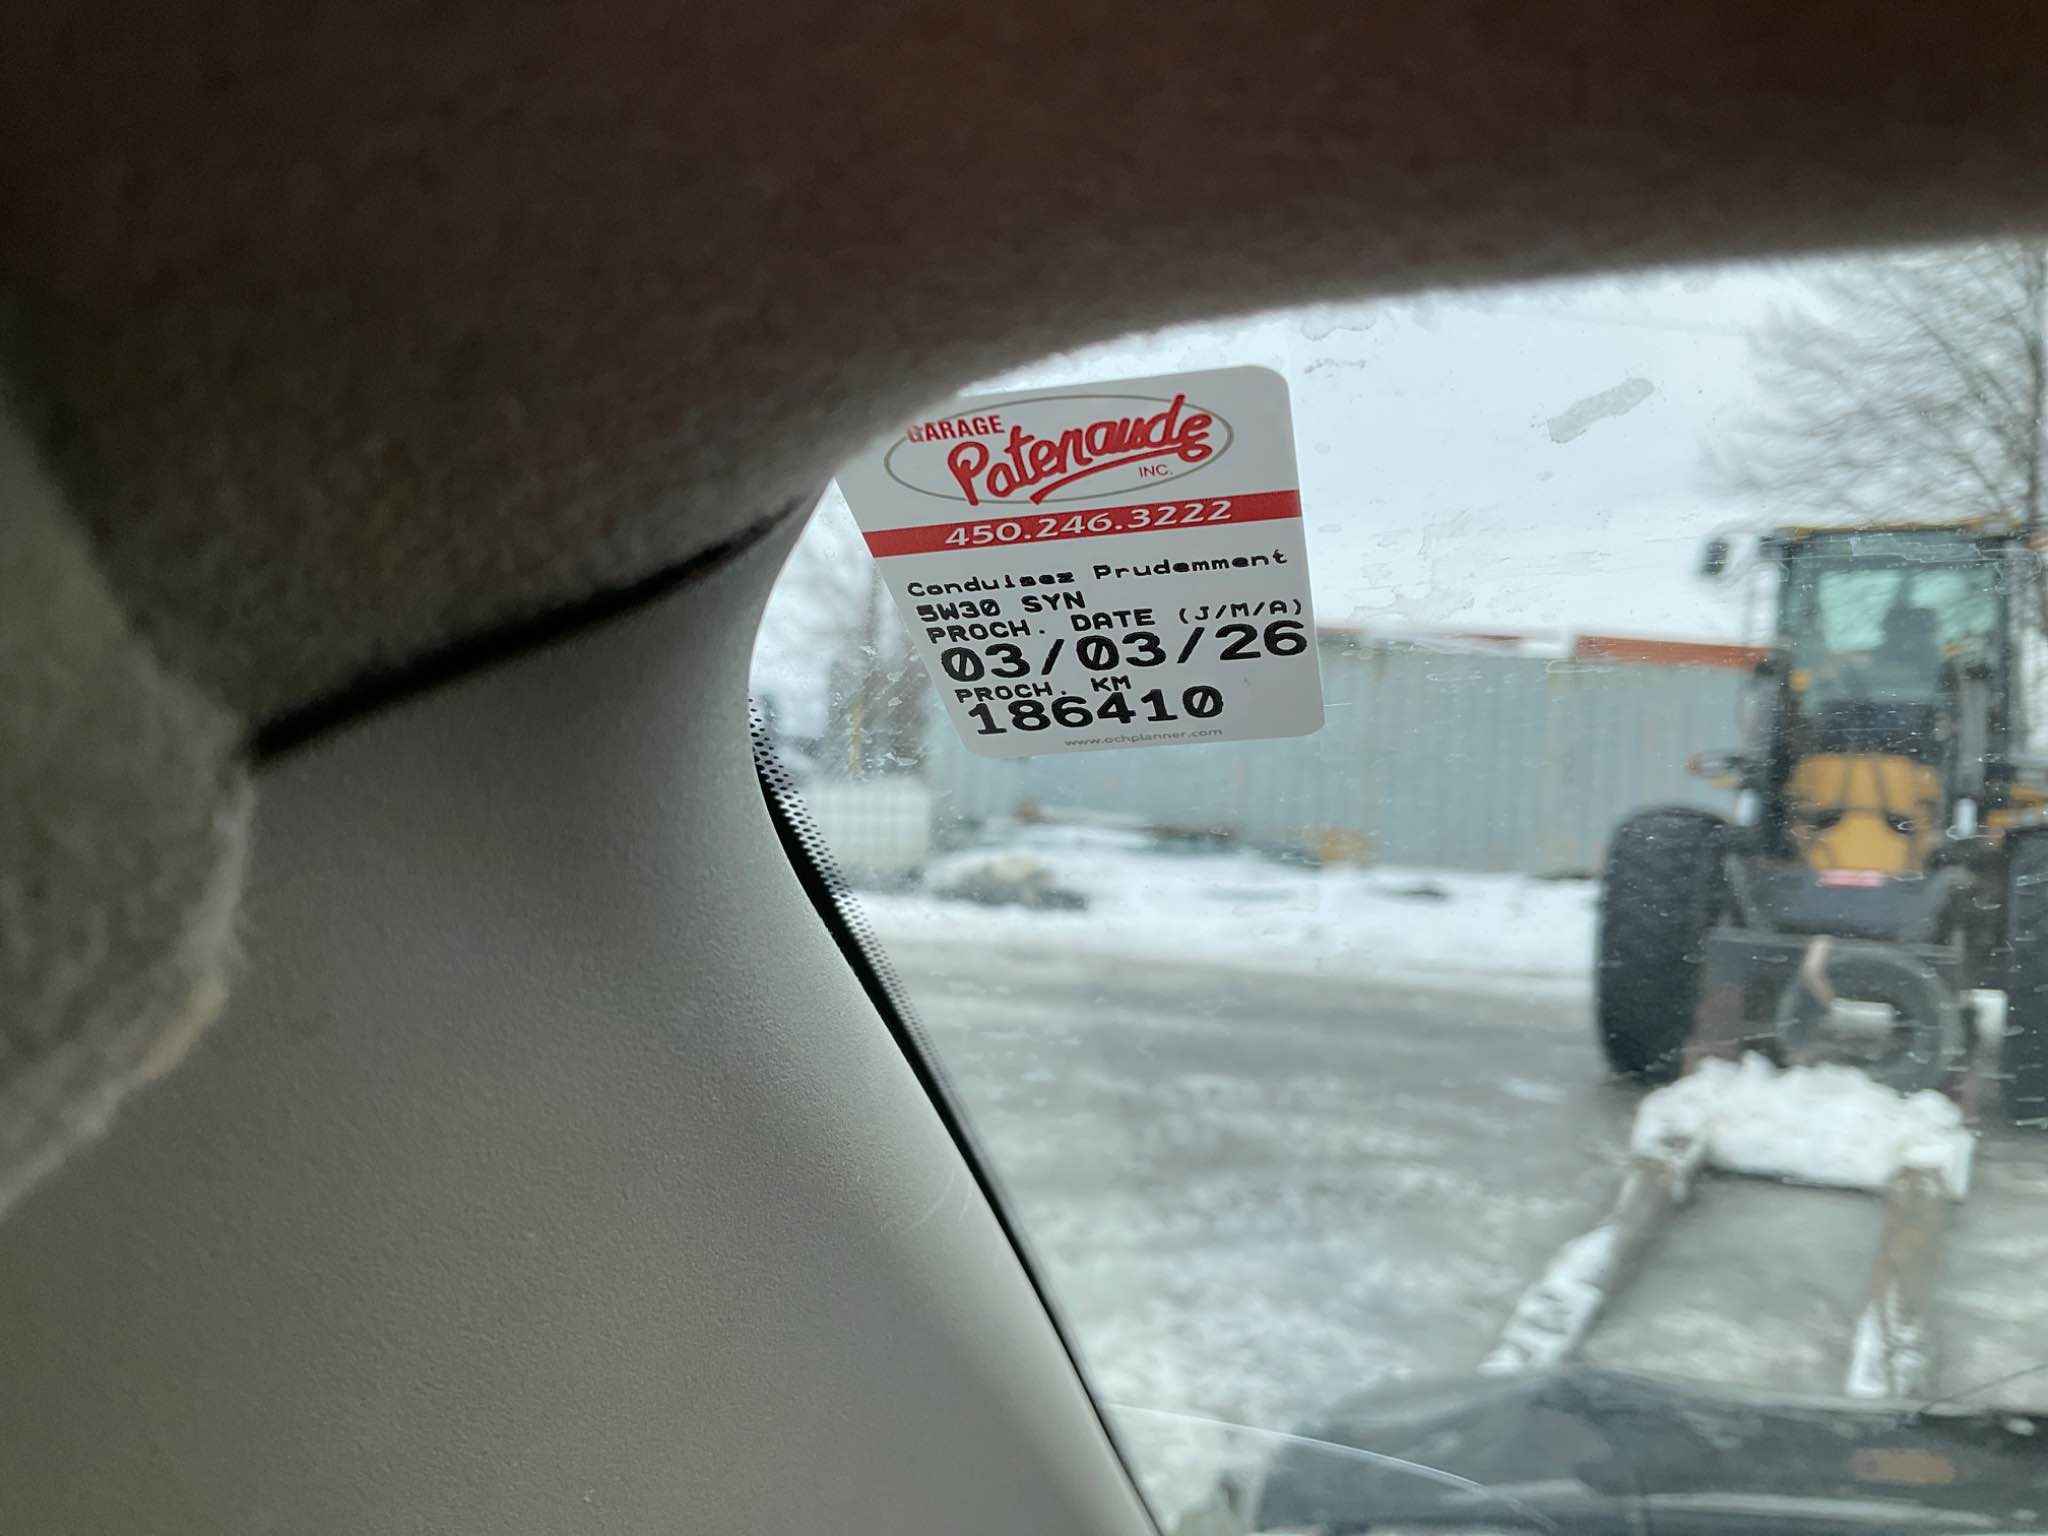 GARAGE
Patenaude
INC.
450.246.3222
Conduisez Prudemment
5W30 SYN
PROCH. DATE (J/M/A)
03/03/26
PROCH. KM
186410
www.ochplanner.com